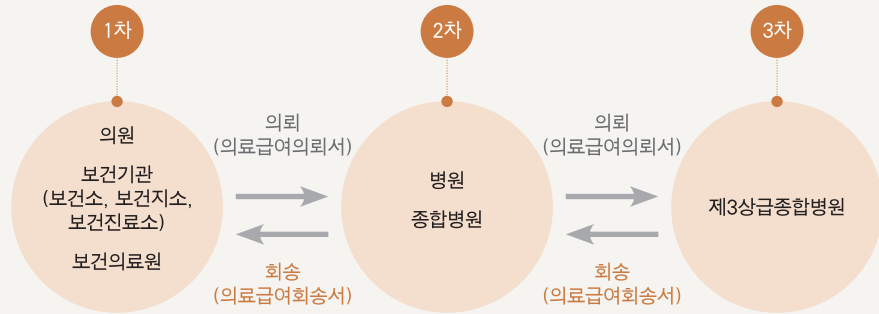 1차
2차
3차
의원
보건기관
(보건소, 보건지소,
보건진료소)
보건의료원
의뢰
(의료급여의뢰서)
회송
(의료급여회송서)
병원
종합병원
의뢰
(의료급여의뢰서)
회송
(의료급여회송서)
제3상급종합병원